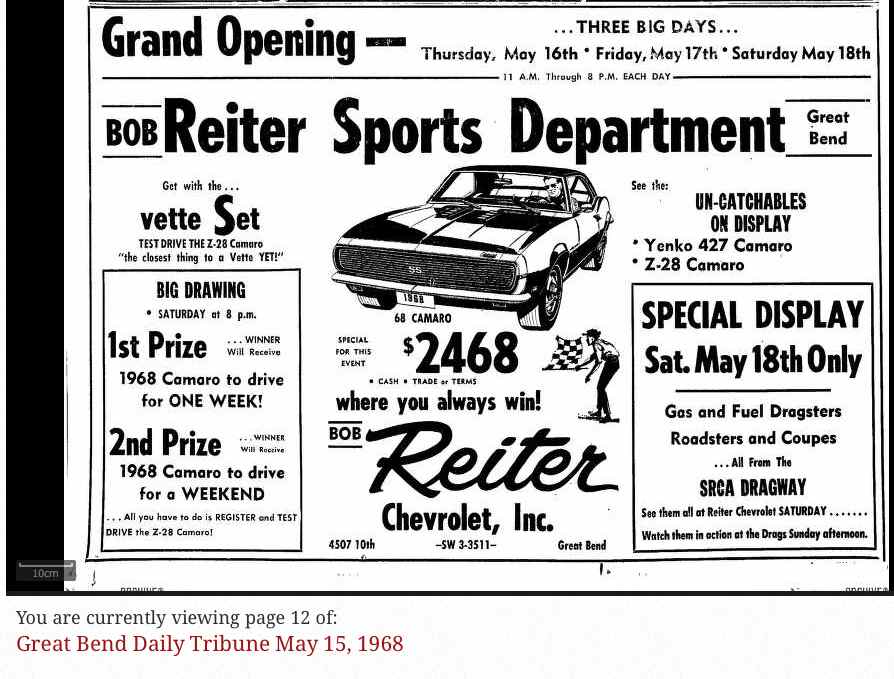 Grand Opening —
...THREE BIG DAYS...
Thursday, May 16th • Friday, May 17th • Saturday May 18th
11 A.M. Through 8 P.M. EACH DAY
BOB Reiter Sports Department Great Bend
Get with the...
vette Set
TEST DRIVE THE Z-28 Camaro
"the closest thing to a Vette YET!"
BIG DRAWING
• SATURDAY at 8 p.m.
1st Prize ...WINNER
Will Receive
1968 Camaro to drive
for ONE WEEK!
2nd Prize ...WINNER
Will Receive
1968 Camaro to drive
for a WEEKEND
...All you have to do is REGISTER and TEST
DRIVE the Z-28 Camaro!
SS
1968
68 CAMARO
SPECIAL
FOR THIS
EVENT
$2468
• CASH • TRADE or TERMS
where you always win!
BOB
Reiter
Chevrolet, Inc.
4507 10th —SW 3-3511— Great Bend
See the:
UN-CATCHABLES
ON DISPLAY
• Yenko 427 Camaro
• Z-28 Camaro
SPECIAL DISPLAY
Sat. May 18th Only
Gas and Fuel Dragsters
Roadsters and Coupes
...All From The
SRCA DRAGWAY
See them all at Reiter Chevrolet SATURDAY.......
Watch them in action at the Drags Sunday afternoon.
10cm
You are currently viewing page 12 of:
Great Bend Daily Tribune May 15, 1968